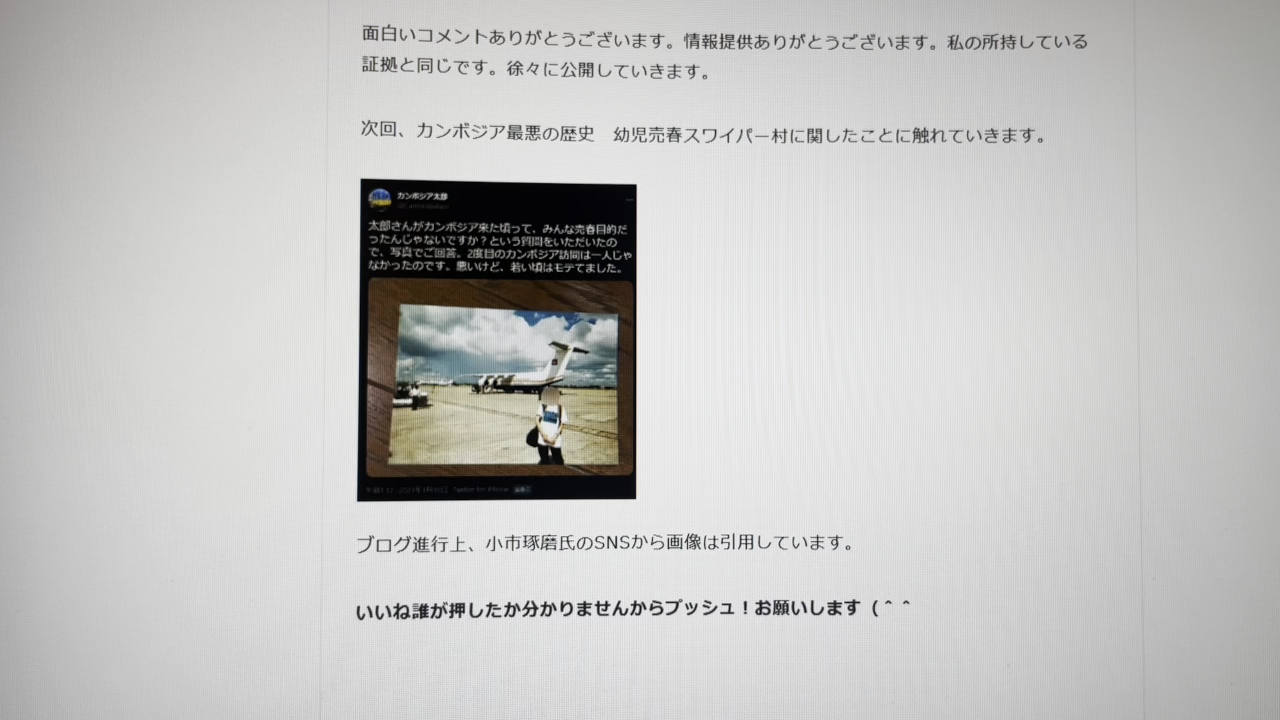 面白いコメントありがとうございます。情報提供ありがとうございます。私の所持している
証拠と同じです。徐々に公開していきます。
次回、カンボジア最悪の歴史　幼児売春スワイパー村に関したことに触れていきます。
カンボジア太郎
太郎さんがカンボジア来た頃って、みんな売春目的だ
ったんじゃないですか？という質問をいただいたの
で、写真でご回答。2度目のカンボジア訪問は一人じゃ
なかったのです。悪いけど、若い頃はモテてました。
ブログ進行上、小市琢磨氏のSNSから画像は引用しています。
いいね誰が押したか分かりませんからプッシュ！お願いします（＾＾